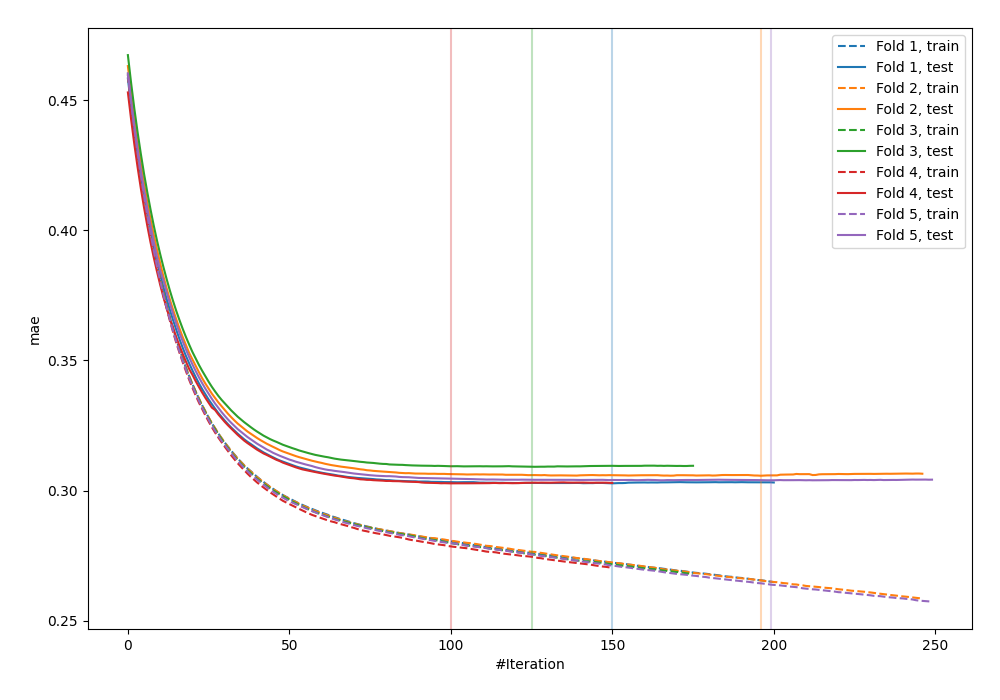 0.45
0.40
0.35
0.30
0.25
mae
0
50
100
150
200
250
#Iteration
Fold 1, train
Fold 1, test
Fold 2, train
Fold 2, test
Fold 3, train
Fold 3, test
Fold 4, train
Fold 4, test
Fold 5, train
Fold 5, test